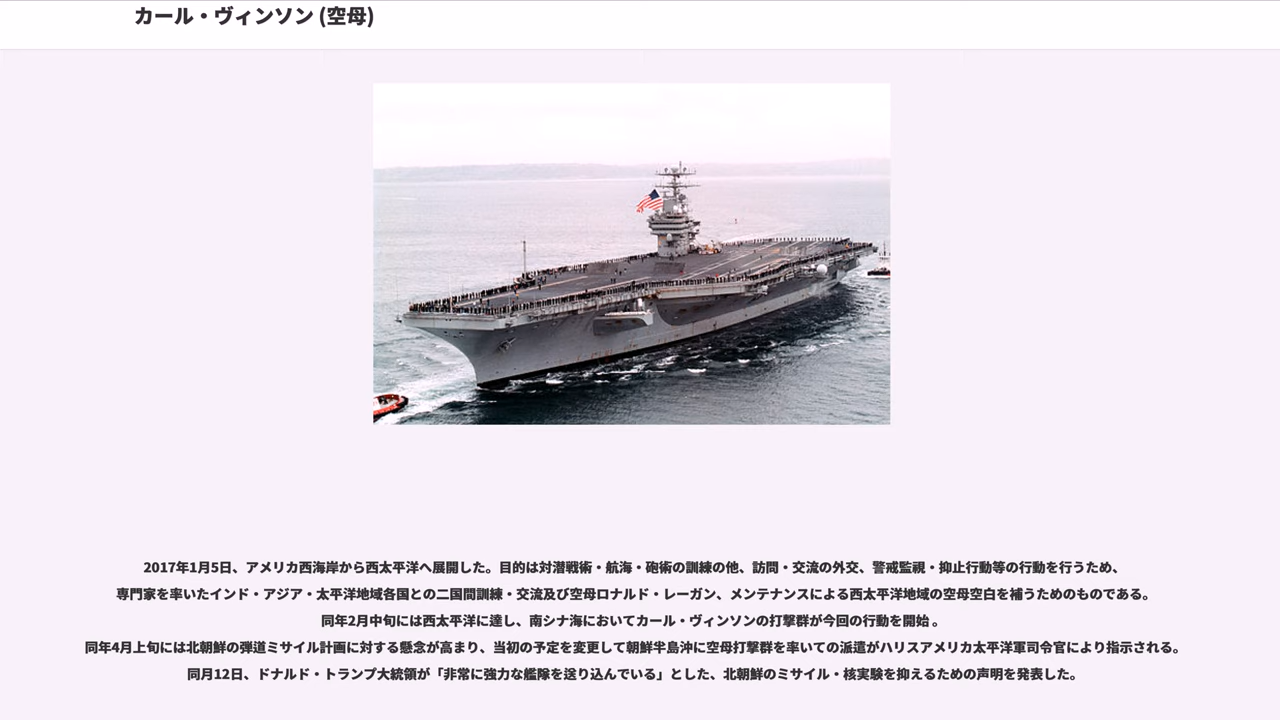 カール・ヴィンソン (空母)
2017年1月5日、アメリカ西海岸から西太平洋へ展開した。目的は対潜戦術・航海・砲術の訓練の他、訪問・交流の外交、警戒監視・抑止行動等の行動を行うため、
専門家を率いたインド・アジア・太平洋地域各国との二国間訓練・交流及び空母ロナルド・レーガン、メンテナンスによる西太平洋地域の空母空白を補うためのものである。
同年2月中旬には西太平洋に達し、南シナ海においてカール・ヴィンソンの打撃群が今回の行動を開始 。
同年4月上旬には北朝鮮の弾道ミサイル計画に対する懸念が高まり、当初の予定を変更して朝鮮半島沖に空母打撃群を率いての派遣がハリスアメリカ太平洋軍司令官により指示される。
同月12日、ドナルド・トランプ大統領が「非常に強力な艦隊を送り込んでいる」とした、北朝鮮のミサイル・核実験を抑えるための声明を発表した。